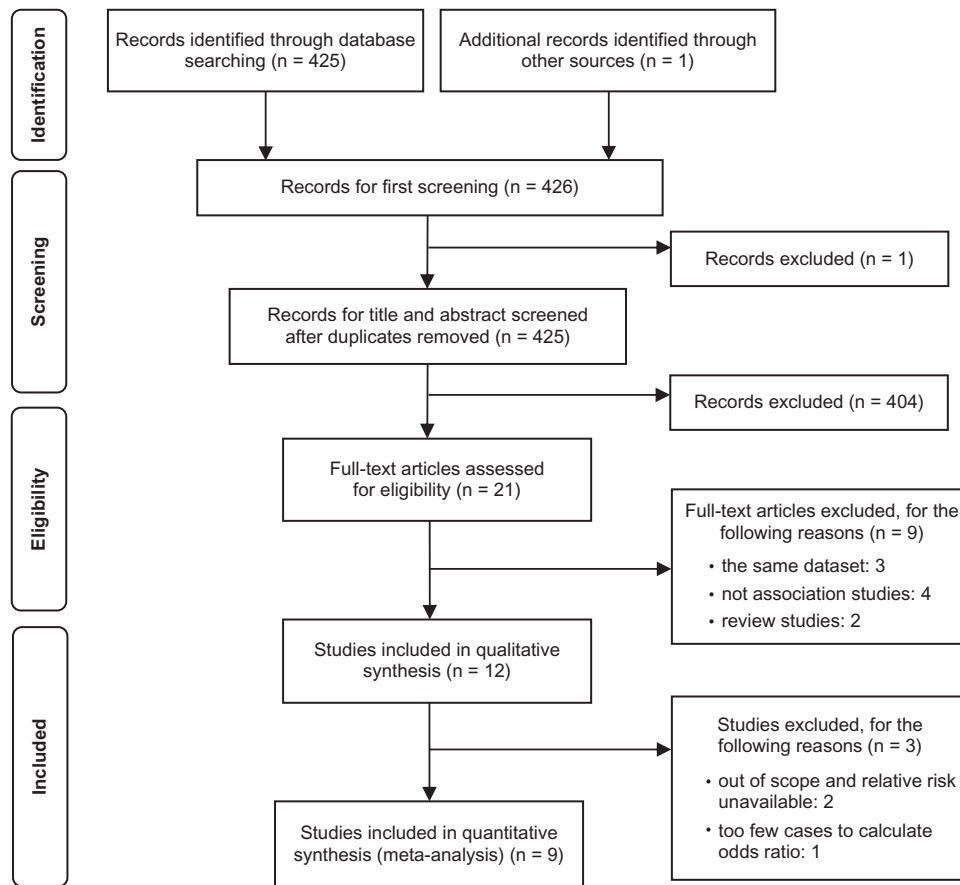 Identification
Records identified through database
searching (n = 425)
Additional records identified through
other sources (n = 1)
Screening
Records for first screening (n = 426)
Records excluded (n = 1)
Records for title and abstract screened
after duplicates removed (n = 425)
Records excluded (n = 404)
Eligibility
Full-text articles assessed
for eligibility (n = 21)
Full-text articles excluded, for the
following reasons (n = 9)
• the same dataset: 3
• not association studies: 4
• review studies: 2
Included
Studies included in qualitative
synthesis (n = 12)
Studies excluded, for the
following reasons (n = 3)
• out of scope and relative risk
unavailable: 2
• too few cases to calculate
odds ratio: 1
Studies included in quantitative
synthesis (meta-analysis) (n = 9)